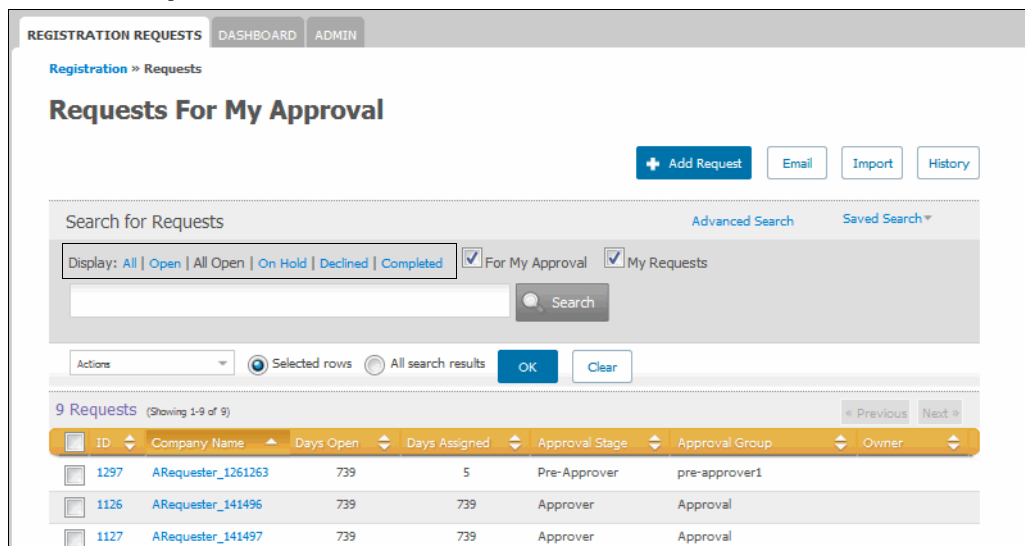 REGISTRATION REQUESTS DASHBOARD ADMIN
Registration » Requests
Requests For My Approval
Add Request Email Import History
Search for Requests Advanced Search Saved Search
Display: All | Open | All Open | On Hold | Declined | Completed For My Approval My Requests
Search
Actions Selected rows All search results OK Clear
9 Requests (Showing 1-9 of 9) « Previous Next »
ID Company Name Days Open Days Assigned Approval Stage Approval Group Owner
1297 ARequester_1261263 739 5 Pre-Approver pre-approver1
1126 ARequester_141496 739 739 Approver Approval
1127 ARequester_141497 739 739 Approver Approval